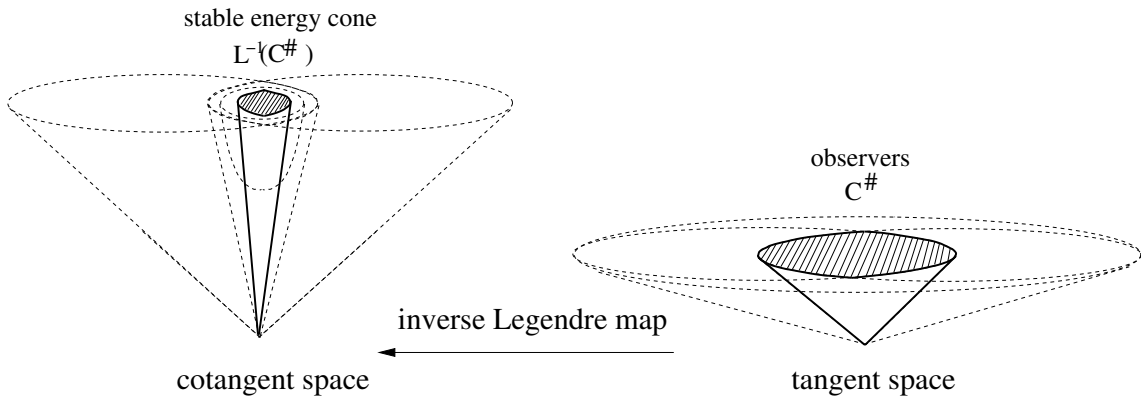 stable energy cone
L⁻¹(C# )
observers
C#
inverse Legendre map
cotangent space
tangent space